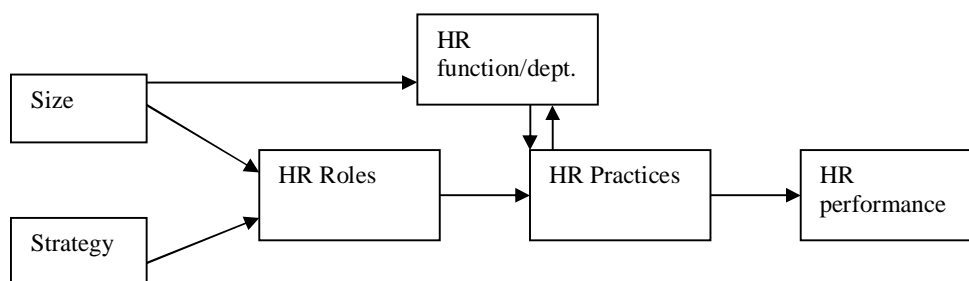 HR
function/dept.
Size
HR Roles
HR Practices
HR
performance
Strategy